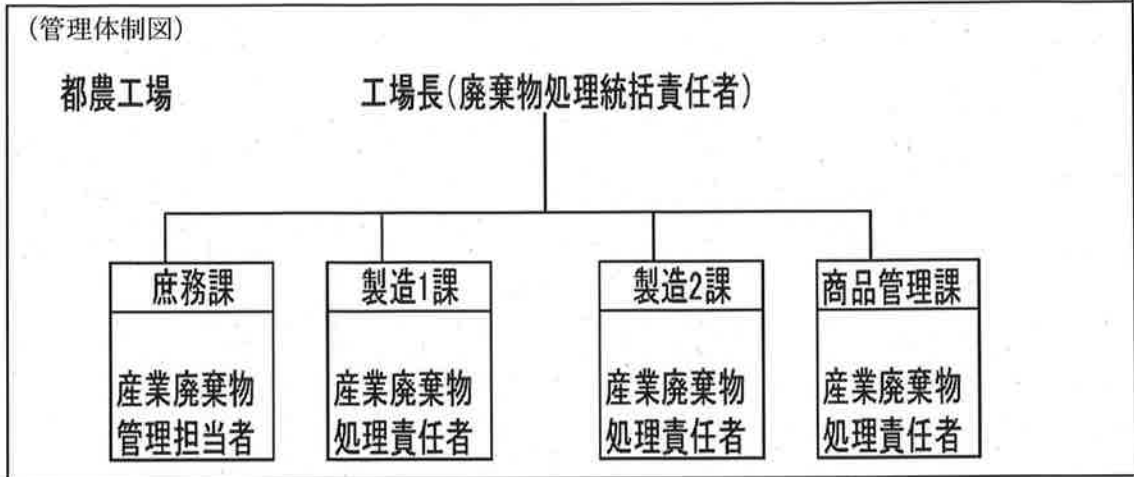 (管理体制図)
都農工場 工場長(廃棄物処理統括責任者)
庶務課 製造1課 製造2課 商品管理課
産業廃棄物 産業廃棄物 産業廃棄物 産業廃棄物
管理担当者 処理責任者 処理責任者 処理責任者